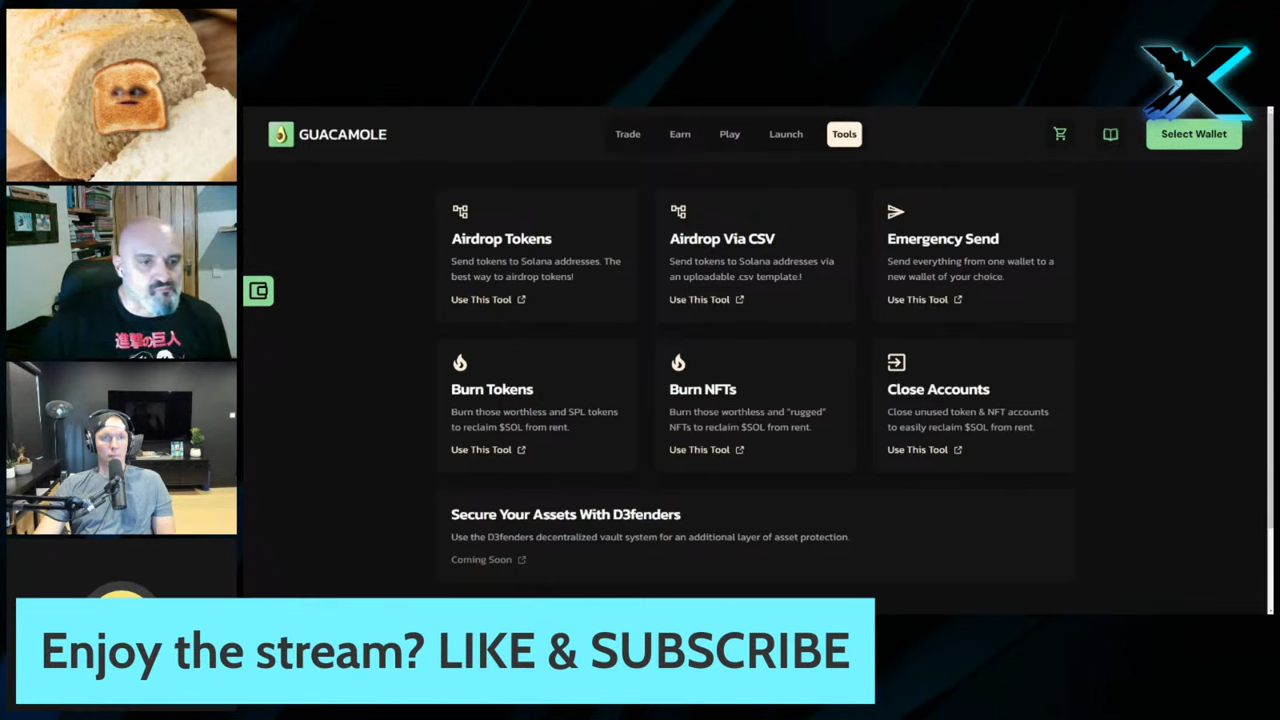 GUACAMOLE
Trade
Earn
Play
Launch
Tools
Select Wallet
Airdrop Tokens
Send tokens to Solana addresses. The
best way to airdrop tokens!
Use This Tool
Airdrop Via CSV
Send tokens to Solana addresses via
an uploadable .csv template.!
Use This Tool
Emergency Send
Send everything from one wallet to a
new wallet of your choice.
Use This Tool
Burn Tokens
Burn those worthless and SPL tokens
to reclaim $SOL from rent.
Use This Tool
Burn NFTs
Burn those worthless and "rugged"
NFTs to reclaim $SOL from rent.
Use This Tool
Close Accounts
Close unused token & NFT accounts
to easily reclaim $SOL from rent.
Use This Tool
Secure Your Assets With D3fenders
Use the D3fenders decentralized vault system for an additional layer of asset protection.
Coming Soon
進撃の巨人
Enjoy the stream? LIKE & SUBSCRIBE